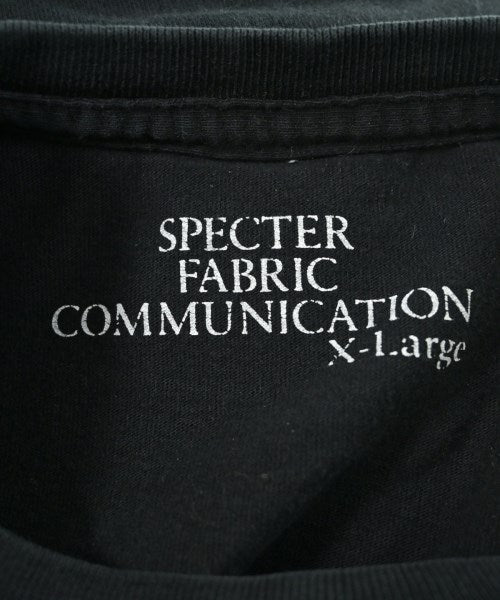 SPECTER
FABRIC
COMMUNICATION
X-Large